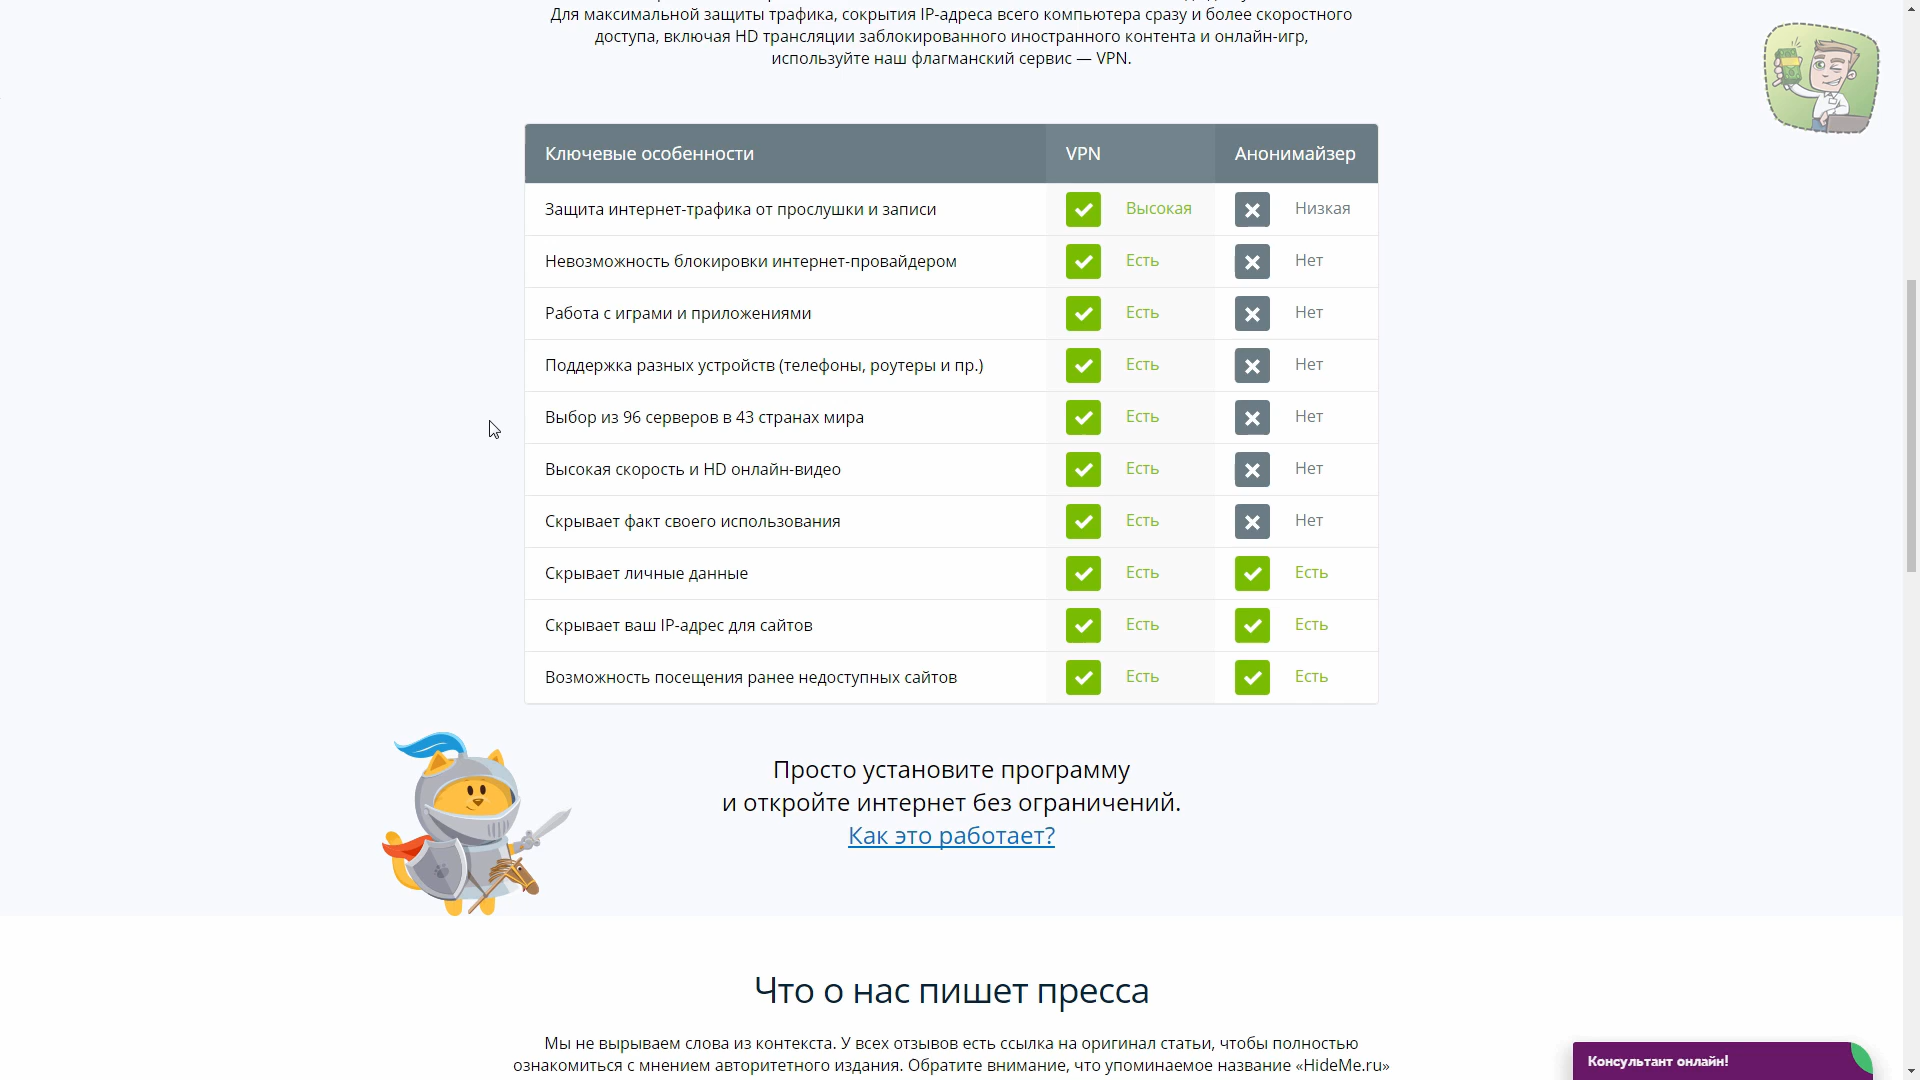 Для максимальной защиты трафика, сокрытия IP-адреса всего компьютера сразу и более скоростного
доступа, включая HD трансляции заблокированного иностранного контента и онлайн-игр,
используйте наш флагманский сервис — VPN.
Ключевые особенности VPN Анонимайзер
Защита интернет-трафика от прослушки и записи Высокая Низкая
Невозможность блокировки интернет-провайдером Есть Нет
Работа с играми и приложениями Есть Нет
Поддержка разных устройств (телефоны, роутеры и пр.) Есть Нет
Выбор из 96 серверов в 43 странах мира Есть Нет
Высокая скорость и HD онлайн-видео Есть Нет
Скрывает факт своего использования Есть Нет
Скрывает личные данные Есть Есть
Скрывает ваш IP-адрес для сайтов Есть Есть
Возможность посещения ранее недоступных сайтов Есть Есть
Просто установите программу
и откройте интернет без ограничений.
Как это работает?
Что о нас пишет пресса
Мы не вырываем слова из контекста. У всех отзывов есть ссылка на оригинал статьи, чтобы полностью
ознакомиться с мнением авторитетного издания. Обратите внимание, что упоминаемое название «HideMe.ru»
Консультант онлайн!